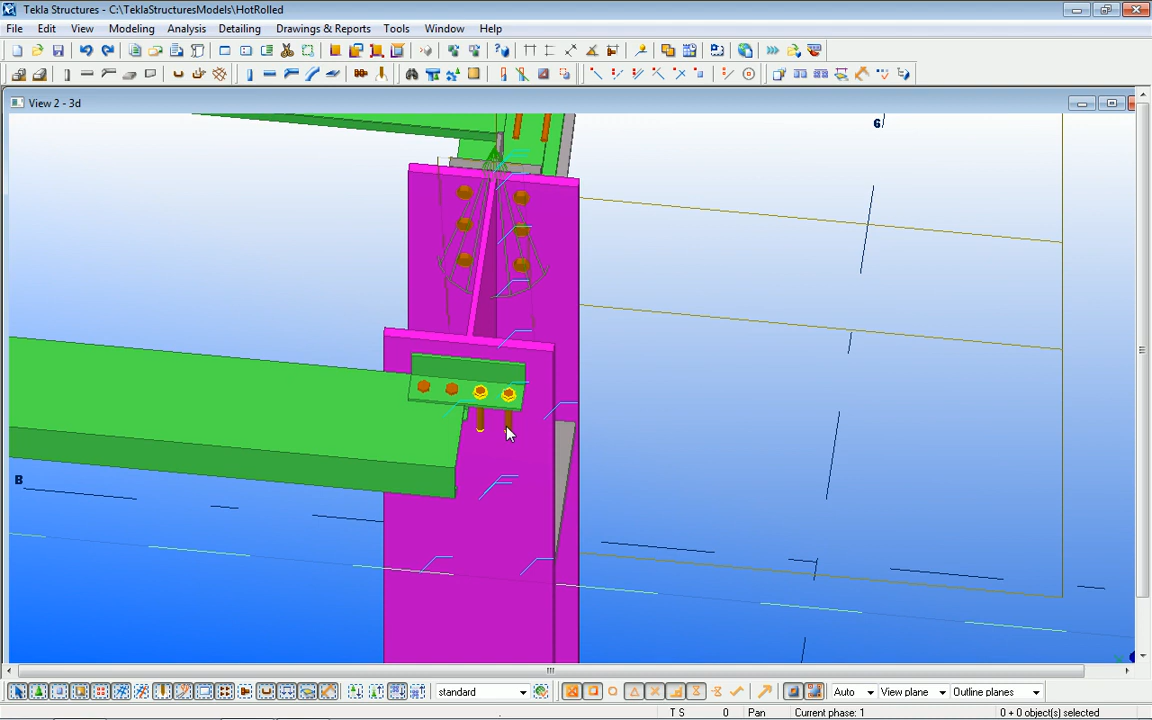 Tekla Structures - C:\TeklaStructuresModels\HotRolled
File Edit View Modeling Analysis Detailing Drawings & Reports Tools Window Help
View 2 - 3d
G
B
standard
Auto
View plane
Outline planes
T S 0 Pan Current phase: 1 0 + 0 object(s) selected